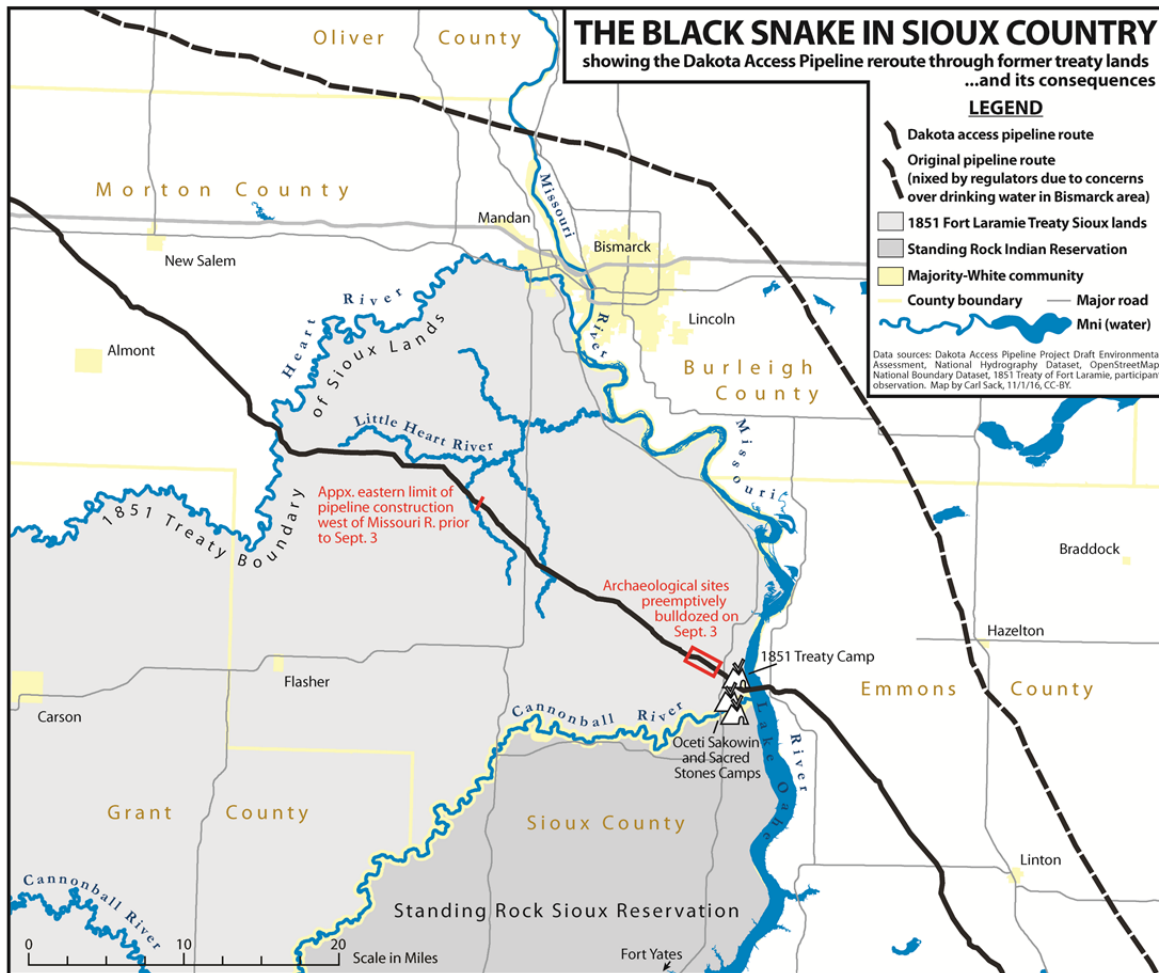 THE BLACK SNAKE IN SIOUX COUNTRY
showing the Dakota Access Pipeline reroute through former treaty lands
...and its consequences
LEGEND
Dakota access pipeline route
Original pipeline route
(nixed by regulators due to concerns
over drinking water in Bismarck area)
1851 Fort Laramie Treaty Sioux lands
Standing Rock Indian Reservation
Majority-White community
County boundary
Major road
Mni (water)
Data sources: Dakota Access Pipeline Project Draft Environmenta
Assessment, National Hydrography Dataset, OpenStreetMap
National Boundary Dataset, 1851 Treaty of Fort Laramie, participan
observation. Map by Carl Sack, 11/1/16, CC-BY.
Oliver County
Morton County
Missouri
Mandan
Bismarck
New Salem
Heart River
River
Lincoln
Almont
of Sioux Lands
Burleigh
County
Little Heart River
Missouri
Appx. eastern limit of
pipeline construction
west of Missouri R. prior
to Sept. 3
1851 Treaty Boundary
Braddock
Archaeological sites
preemptively
bulldozed on
Sept. 3
Hazelton
1851 Treaty Camp
Flasher
Emmons County
Carson
Cannonball River
Lake Oahe
River
Oceti Sakowin
and Sacred
Stones Camps
Grant County
Sioux County
Linton
Cannonball River
Standing Rock Sioux Reservation
0 10 20
Scale in Miles
Fort Yates